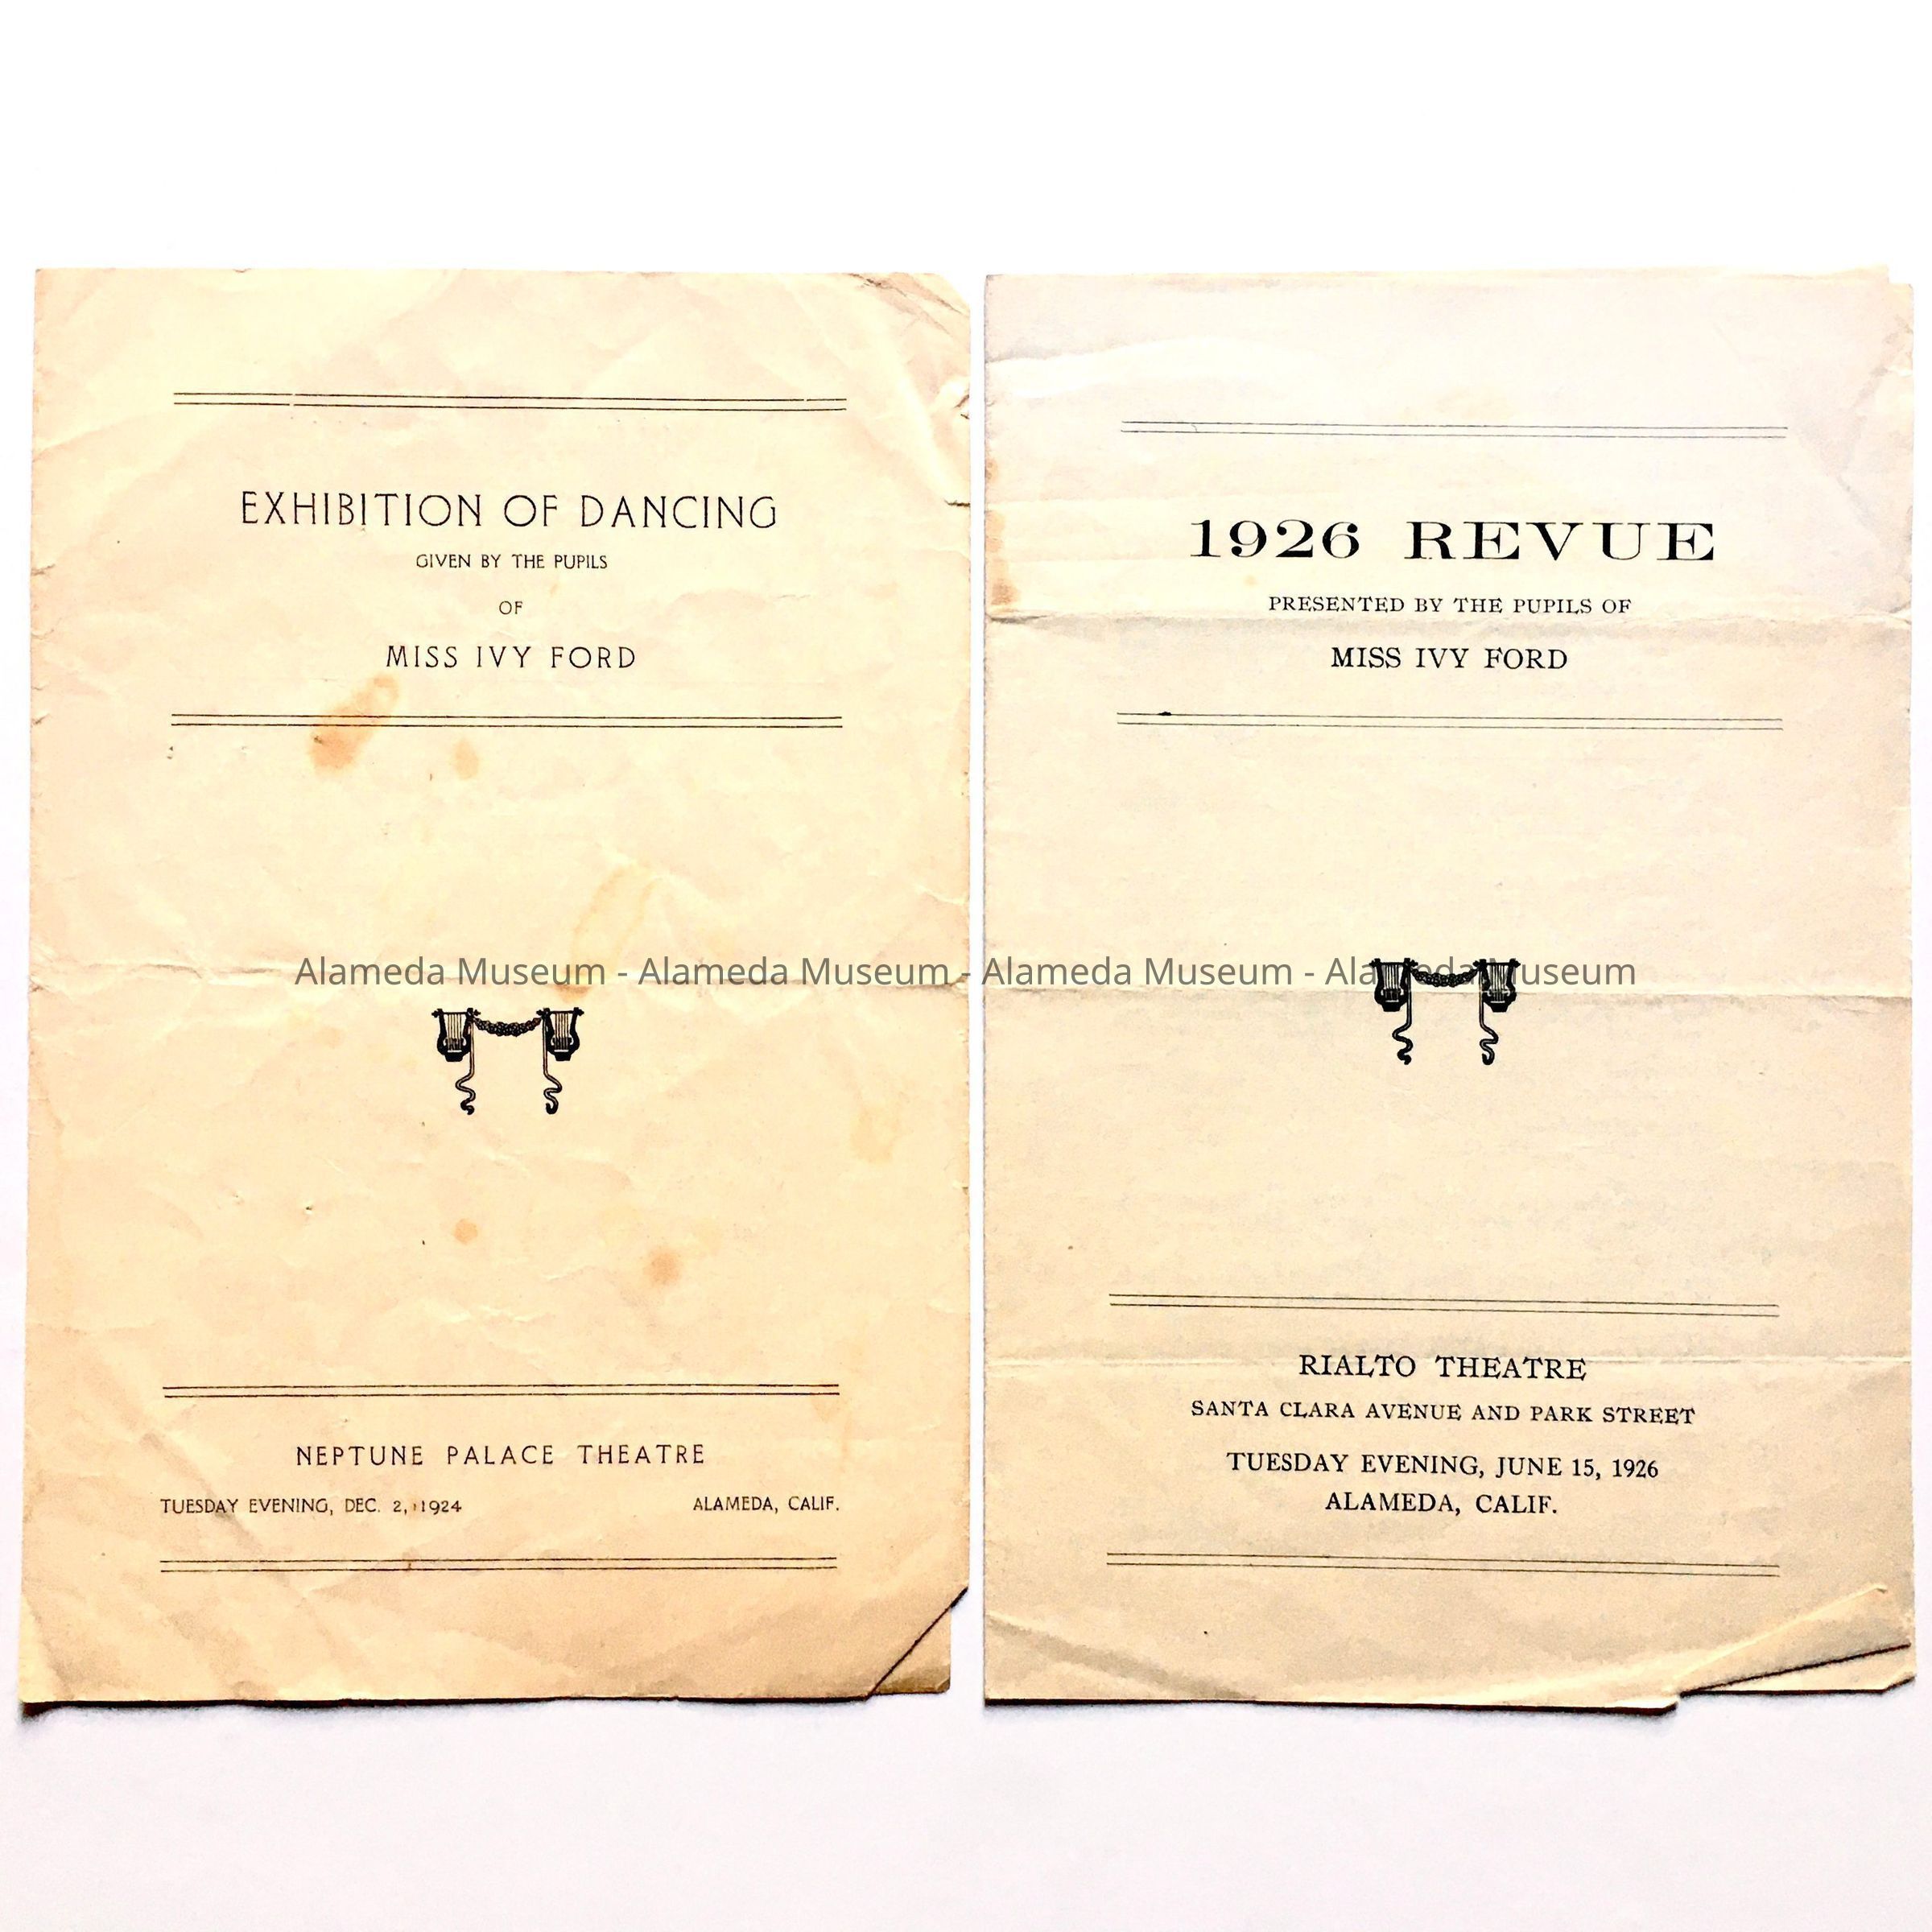 EXHIBITION OF DANCING
GIVEN BY THE PUPILS
OF
MISS IVY FORD
NEPTUNE PALACE THEATRE
TUESDAY EVENING, DEC. 2, 1924 ALAMEDA, CALIF.
1926 REVUE
PRESENTED BY THE PUPILS OF
MISS IVY FORD
RIALTO THEATRE
SANTA CLARA AVENUE AND PARK STREET
TUESDAY EVENING, JUNE 15, 1926
ALAMEDA, CALIF.
Alameda Museum - Alameda Museum - Alameda Museum - Alameda Museum